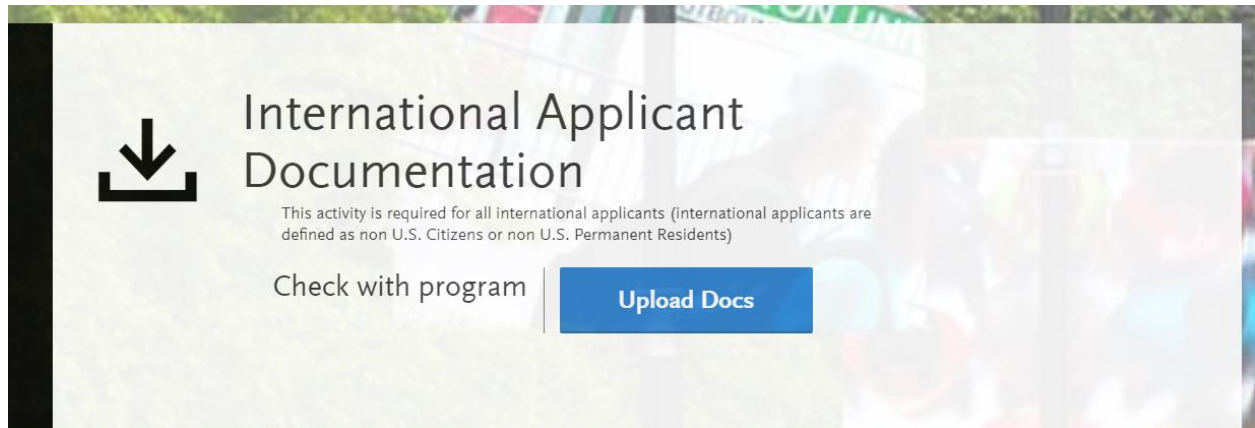 International Applicant
Documentation
This activity is required for all international applicants (international applicants are
defined as non U.S. Citizens or non U.S. Permanent Residents)
Check with program
Upload Docs